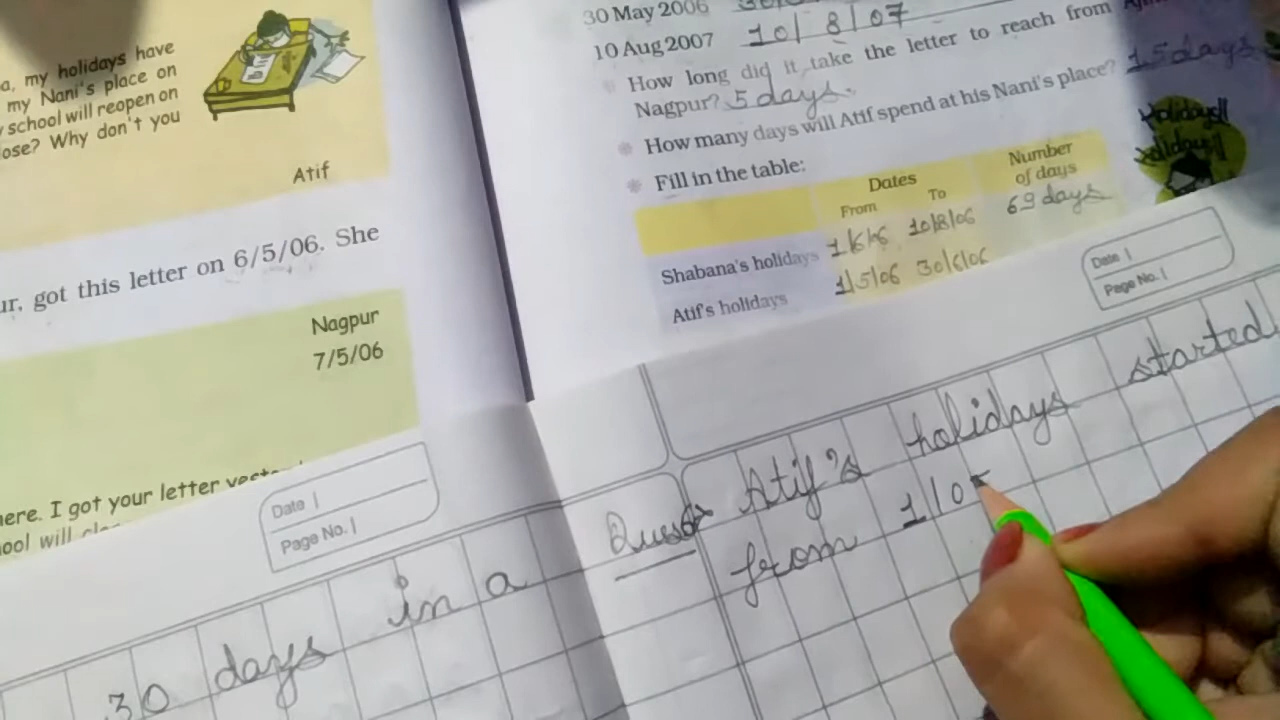 a, my holidays have
my Nani's place on
school will reopen on
ose? Why don't you
Atif
ur, got this letter on 6/5/06. She
Nagpur
7/5/06
here. I got your letter
30 May 2006
10 Aug 2007 10/8/07
How long did it take the letter to reach from
Nagpur? 5 days.
How many days will Atif spend at his Nani's place? 15 days
Holidays!!
Holidays!!
Fill in the table:
Dates Number of days
From To
Shabana's holidays 1/6/06 10/8/06 69 days
Atif's holidays 1/5/06 30/6/06
Date
Page No.
Date
Page No.
Atif's holidays started
from 1/05
30 days in a